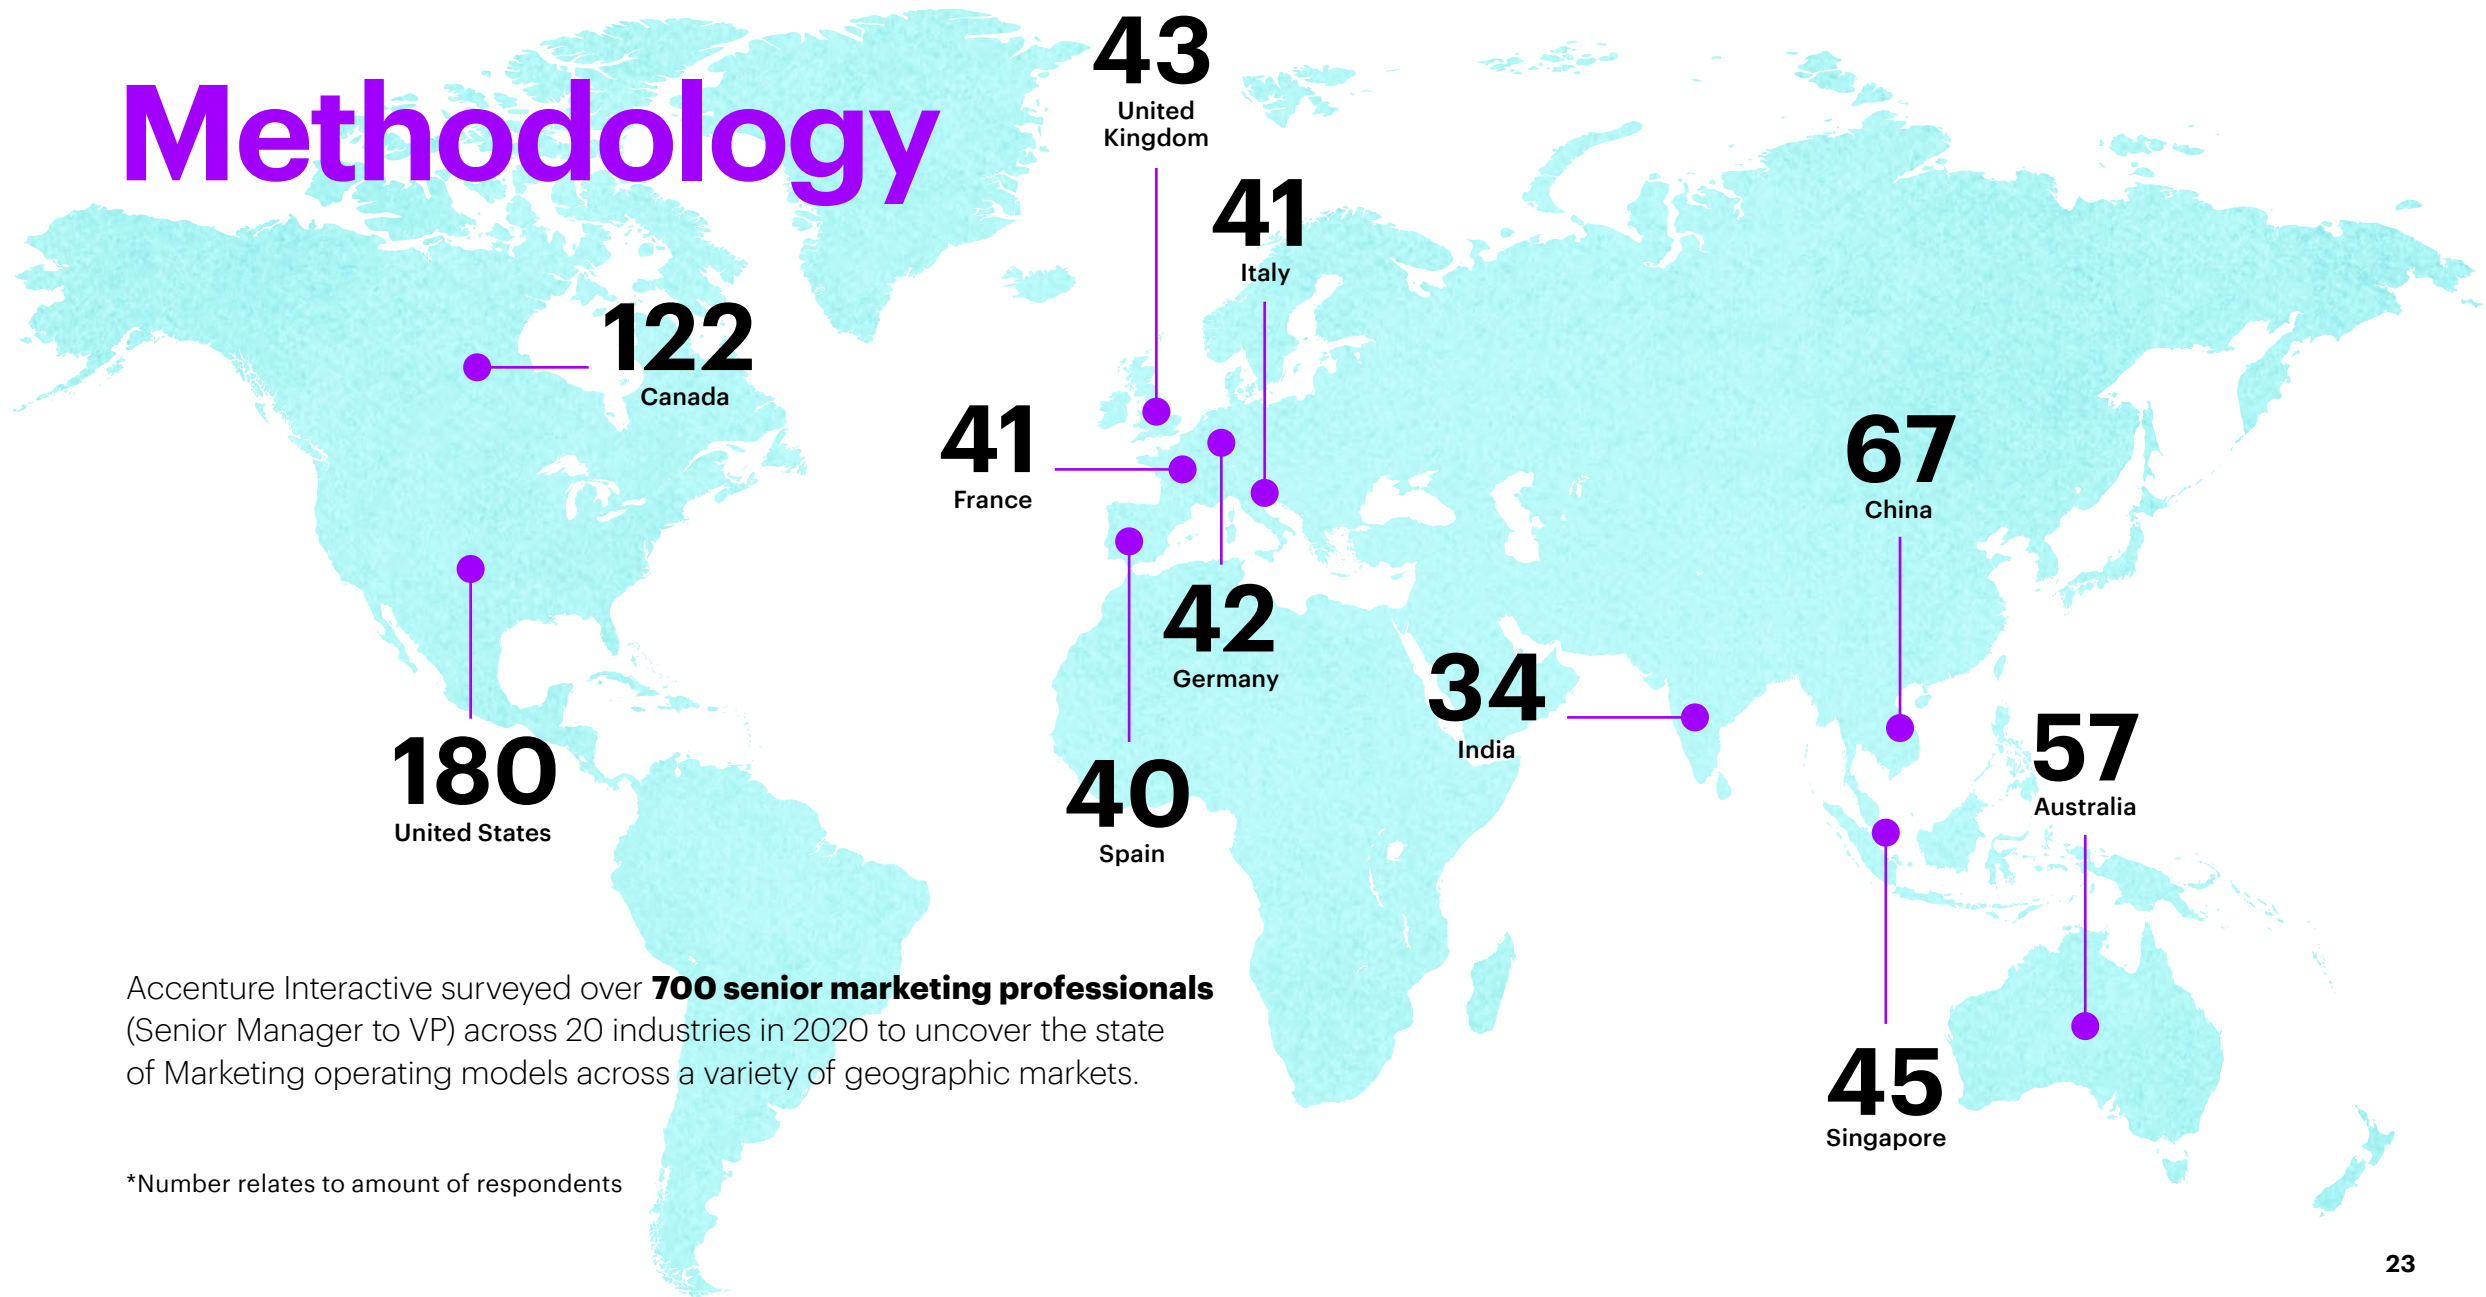 Methodology
43
United
Kingdom
41
Italy
122
Canada
41
France
67
China
42
Germany
34
India
57
Australia
180
United States
40
Spain
45
Singapore
Accenture Interactive surveyed over 700 senior marketing professionals
(Senior Manager to VP) across 20 industries in 2020 to uncover the state
of Marketing operating models across a variety of geographic markets.
*Number relates to amount of respondents
23